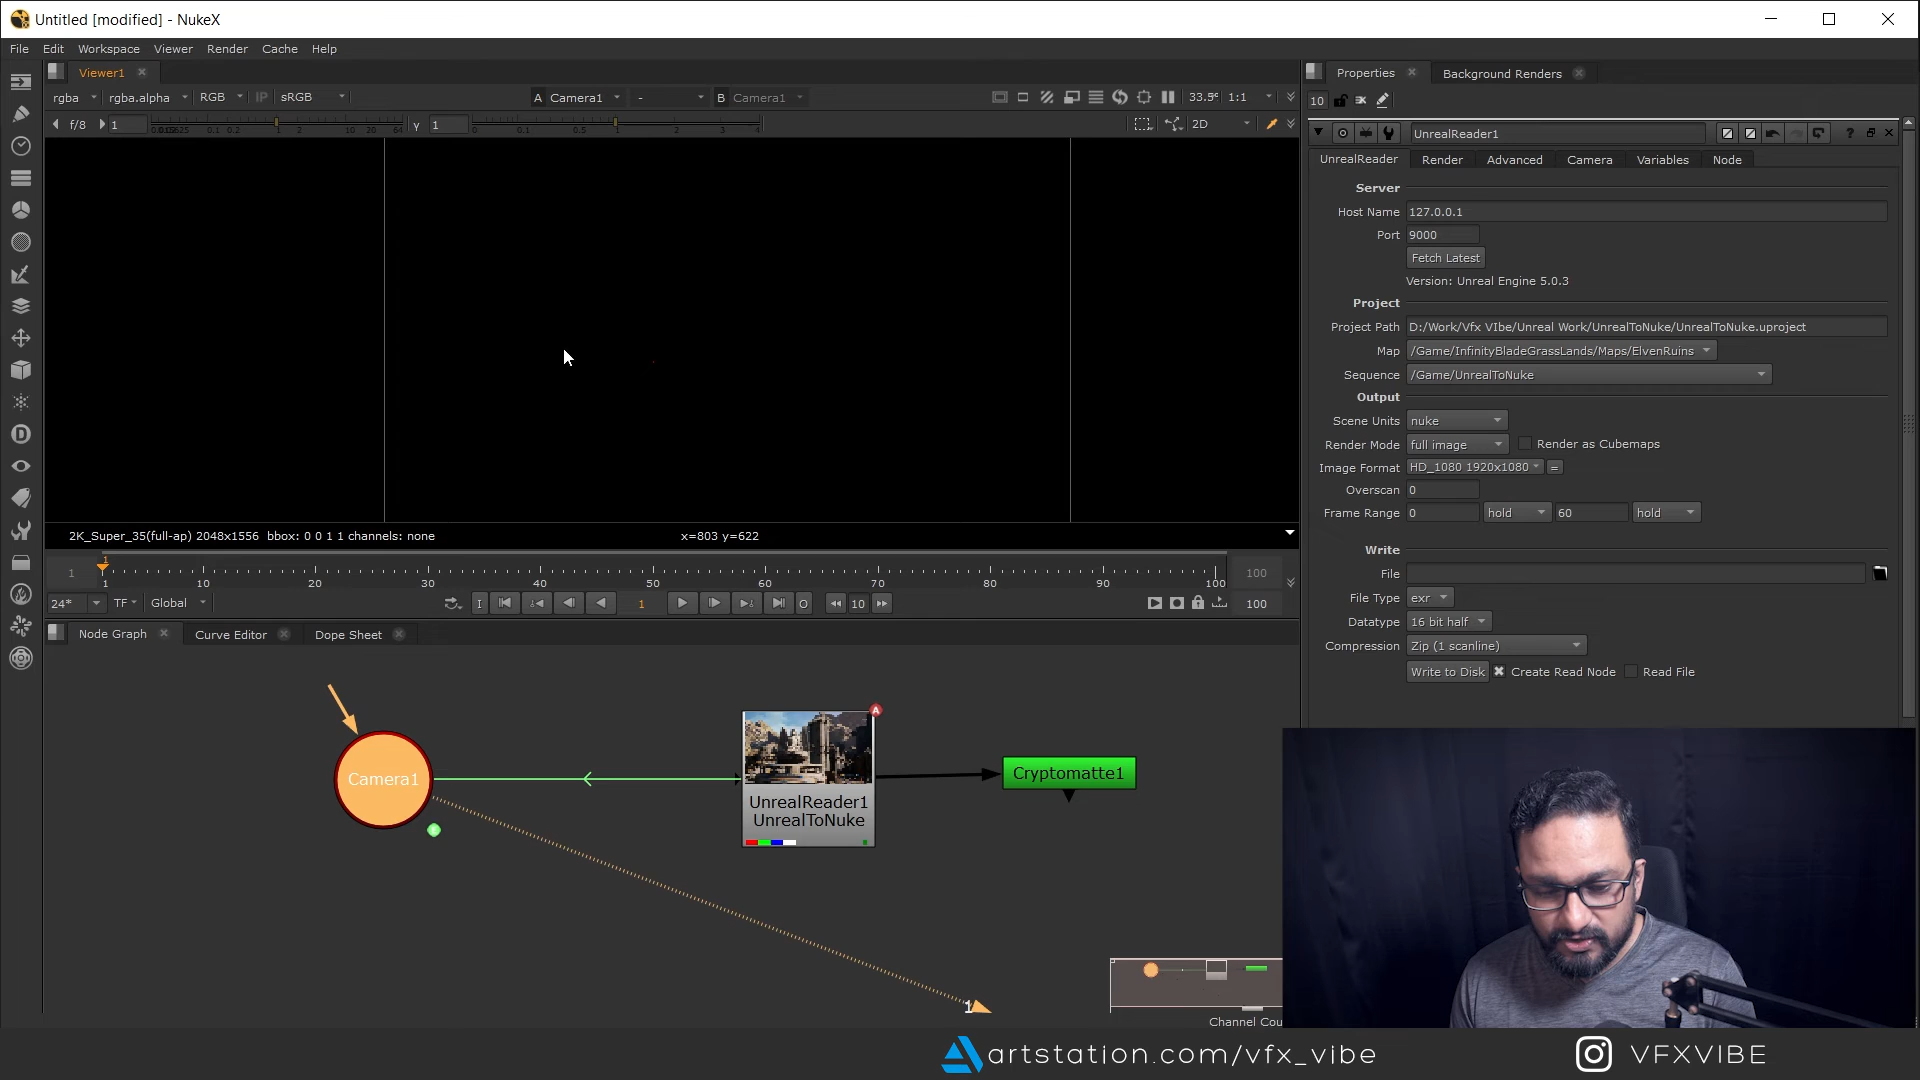 Untitled [modified] - NukeX
File Edit Workspace Viewer Render Cache Help
Viewer1
rgba rgba.alpha RGB IP sRGB A Camera1 - B Camera1 33.5% 1:1
f/8 1 γ 1 2D
2K_Super_35(full-ap) 2048x1556 bbox: 0 0 1 1 channels: none x=803 y=622
1 1 10 20 30 40 50 60 70 80 90 100 100
24* TF Global I 1 O 10 100
Node Graph Curve Editor Dope Sheet
Camera1
UnrealReader1
UnrealToNuke
A
Cryptomatte1
1
Channel Cou
Properties Background Renders
10
UnrealReader1
UnrealReader Render Advanced Camera Variables Node
Server
Host Name 127.0.0.1
Port 9000
Fetch Latest
Version: Unreal Engine 5.0.3
Project
Project Path D:/Work/Vfx VIbe/Unreal Work/UnrealToNuke/UnrealToNuke.uproject
Map /Game/InfinityBladeGrassLands/Maps/ElvenRuins
Sequence /Game/UnrealToNuke
Output
Scene Units nuke
Render Mode full image Render as Cubemaps
Image Format HD_1080 1920x1080 =
Overscan 0
Frame Range 0 hold 60 hold
Write
File
File Type exr
Datatype 16 bit half
Compression Zip (1 scanline)
Write to Disk Create Read Node Read File
artstation.com/vfx_vibe VFXVIBE